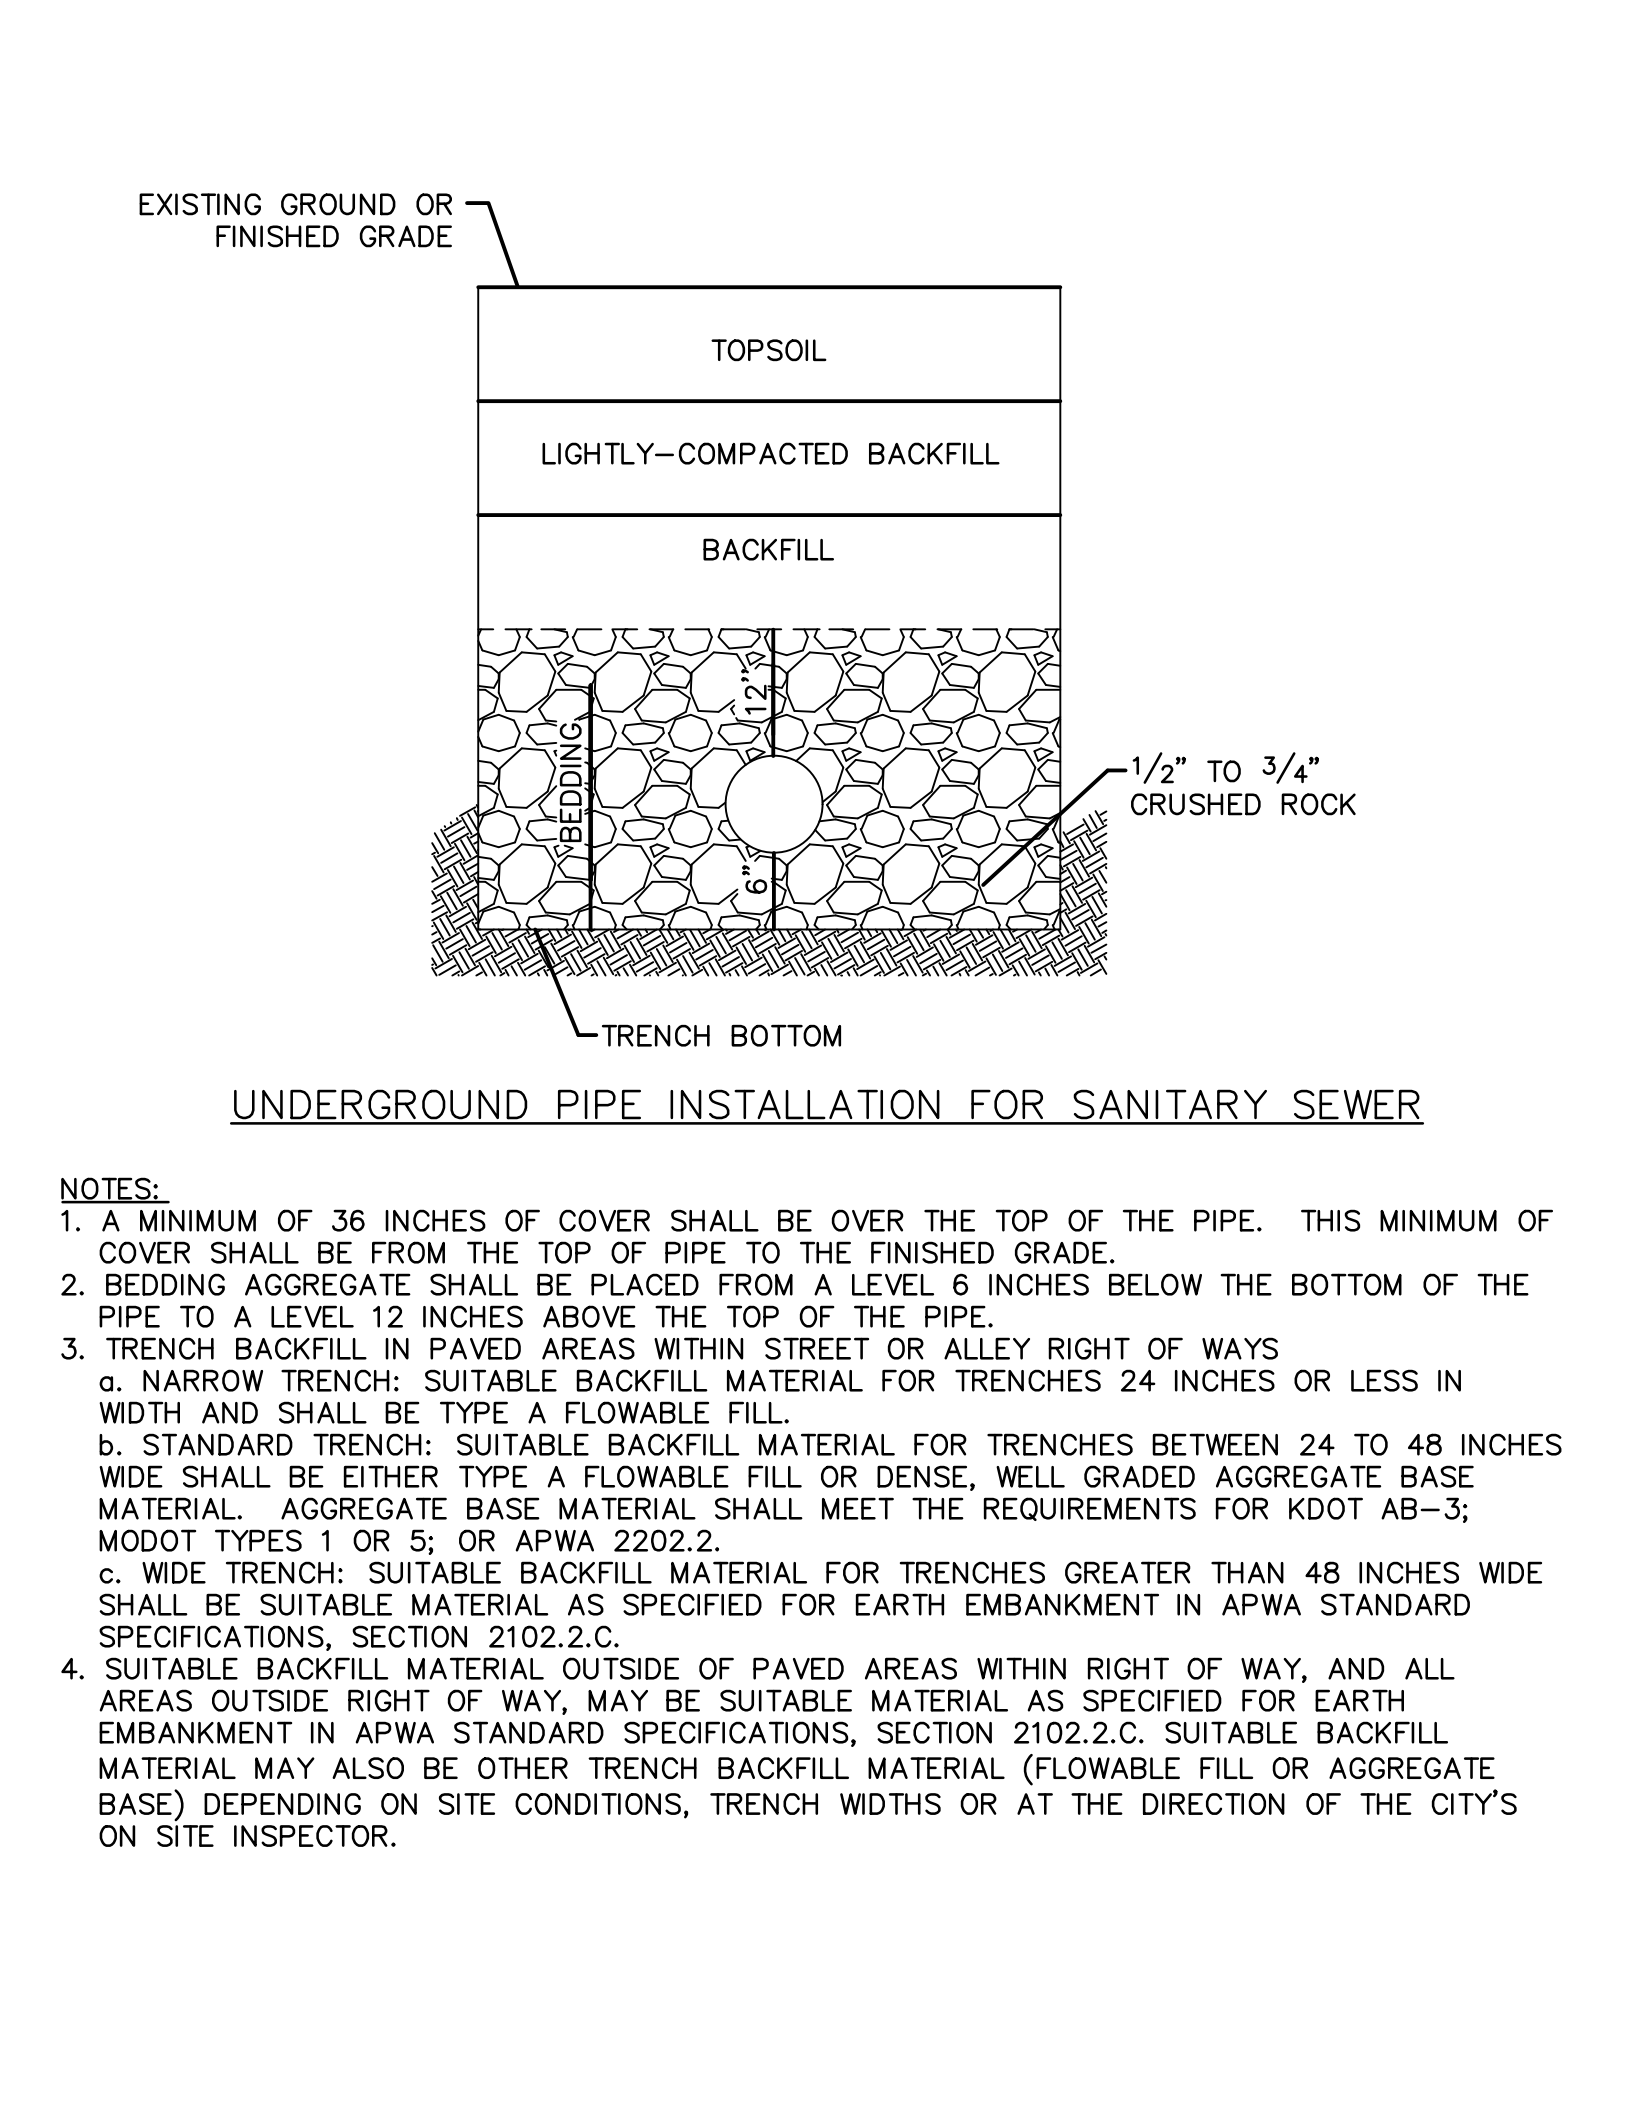 EXISTING GROUND OR
FINISHED GRADE
TOPSOIL
LIGHTLY-COMPACTED BACKFILL
BACKFILL
12"
BEDDING
6"
1/2" TO 3/4"
CRUSHED ROCK
TRENCH BOTTOM
UNDERGROUND PIPE INSTALLATION FOR SANITARY SEWER
NOTES:
1. A MINIMUM OF 36 INCHES OF COVER SHALL BE OVER THE TOP OF THE PIPE. THIS MINIMUM OF
COVER SHALL BE FROM THE TOP OF PIPE TO THE FINISHED GRADE.
2. BEDDING AGGREGATE SHALL BE PLACED FROM A LEVEL 6 INCHES BELOW THE BOTTOM OF THE
PIPE TO A LEVEL 12 INCHES ABOVE THE TOP OF THE PIPE.
3. TRENCH BACKFILL IN PAVED AREAS WITHIN STREET OR ALLEY RIGHT OF WAYS
a. NARROW TRENCH: SUITABLE BACKFILL MATERIAL FOR TRENCHES 24 INCHES OR LESS IN
WIDTH AND SHALL BE TYPE A FLOWABLE FILL.
b. STANDARD TRENCH: SUITABLE BACKFILL MATERIAL FOR TRENCHES BETWEEN 24 TO 48 INCHES
WIDE SHALL BE EITHER TYPE A FLOWABLE FILL OR DENSE, WELL GRADED AGGREGATE BASE
MATERIAL. AGGREGATE BASE MATERIAL SHALL MEET THE REQUIREMENTS FOR KDOT AB-3;
MODOT TYPES 1 OR 5; OR APWA 2202.2.
c. WIDE TRENCH: SUITABLE BACKFILL MATERIAL FOR TRENCHES GREATER THAN 48 INCHES WIDE
SHALL BE SUITABLE MATERIAL AS SPECIFIED FOR EARTH EMBANKMENT IN APWA STANDARD
SPECIFICATIONS, SECTION 2102.2.C.
4. SUITABLE BACKFILL MATERIAL OUTSIDE OF PAVED AREAS WITHIN RIGHT OF WAY, AND ALL
AREAS OUTSIDE RIGHT OF WAY, MAY BE SUITABLE MATERIAL AS SPECIFIED FOR EARTH
EMBANKMENT IN APWA STANDARD SPECIFICATIONS, SECTION 2102.2.C. SUITABLE BACKFILL
MATERIAL MAY ALSO BE OTHER TRENCH BACKFILL MATERIAL (FLOWABLE FILL OR AGGREGATE
BASE) DEPENDING ON SITE CONDITIONS, TRENCH WIDTHS OR AT THE DIRECTION OF THE CITY'S
ON SITE INSPECTOR.